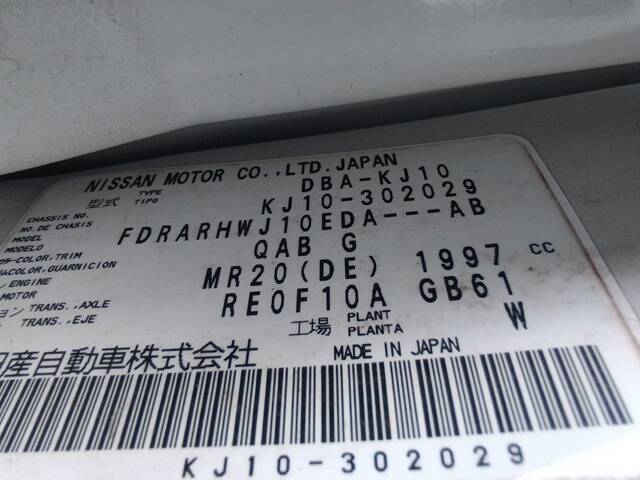 NISSAN MOTOR CO.,LTD.JAPAN
型式 TYPE TIPO DBA-KJ10
CHASSIS NO. NO. DE CHASIS KJ10-302029
MODEL MODELO FDRARHWJ10EDA---AB
COLOR,TRIM COLOR, GUARNICION QAB G
ENGINE MOTOR MR20(DE) 1997 CC
TRANS.,AXLE TRANS.,EJE RE0F10A GB61
工場 PLANT PLANTA W
日産自動車株式会社 MADE IN JAPAN
KJ10-302029